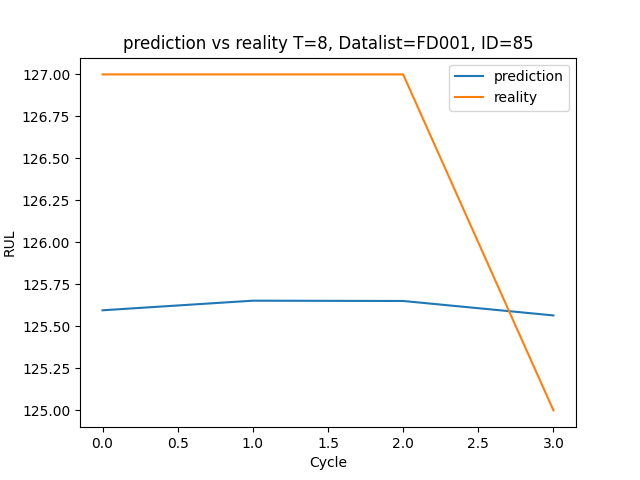 prediction vs reality T=8, Datalist=FD001, ID=85
prediction
reality
127.00
126.75
126.50
126.25
126.00
125.75
125.50
125.25
125.00
RUL
0.0 0.5 1.0 1.5 2.0 2.5 3.0
Cycle